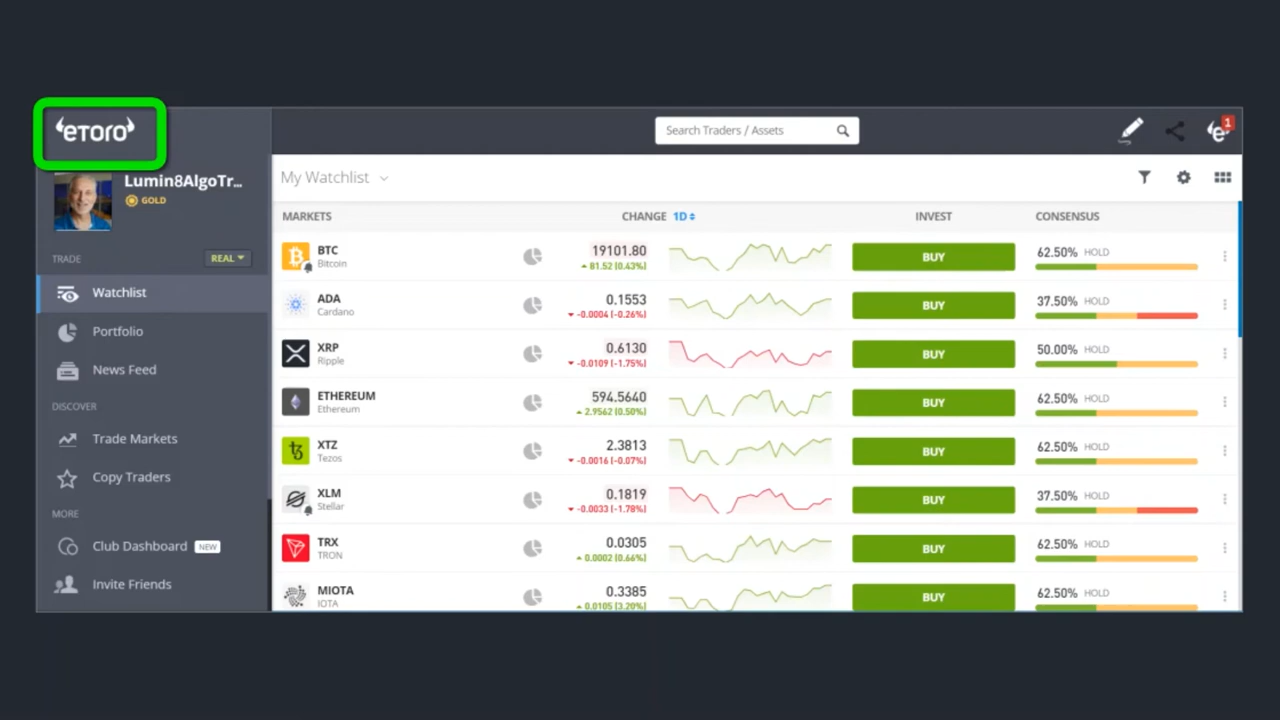 eToro
Search Traders / Assets
1
Lumin8AlgoTr...
GOLD
TRADE
REAL
Watchlist
Portfolio
News Feed
DISCOVER
Trade Markets
Copy Traders
MORE
Club Dashboard NEW
Invite Friends
My Watchlist
MARKETS CHANGE 1D INVEST CONSENSUS
BTC 19101.80 BUY 62.50% HOLD
Bitcoin 81.52 (0.43%)
ADA 0.1553 BUY 37.50% HOLD
Cardano -0.0004 (-0.26%)
XRP 0.6130 BUY 50.00% HOLD
Ripple -0.0109 (-1.75%)
ETHEREUM 594.5640 BUY 62.50% HOLD
Ethereum 2.9562 (0.50%)
XTZ 2.3813 BUY 62.50% HOLD
Tezos -0.0016 (-0.07%)
XLM 0.1819 BUY 37.50% HOLD
Stellar -0.0033 (-1.78%)
TRX 0.0305 BUY 62.50% HOLD
TRON 0.0002 (0.66%)
MIOTA 0.3385 BUY 62.50% HOLD
IOTA 0.0105 (3.20%)